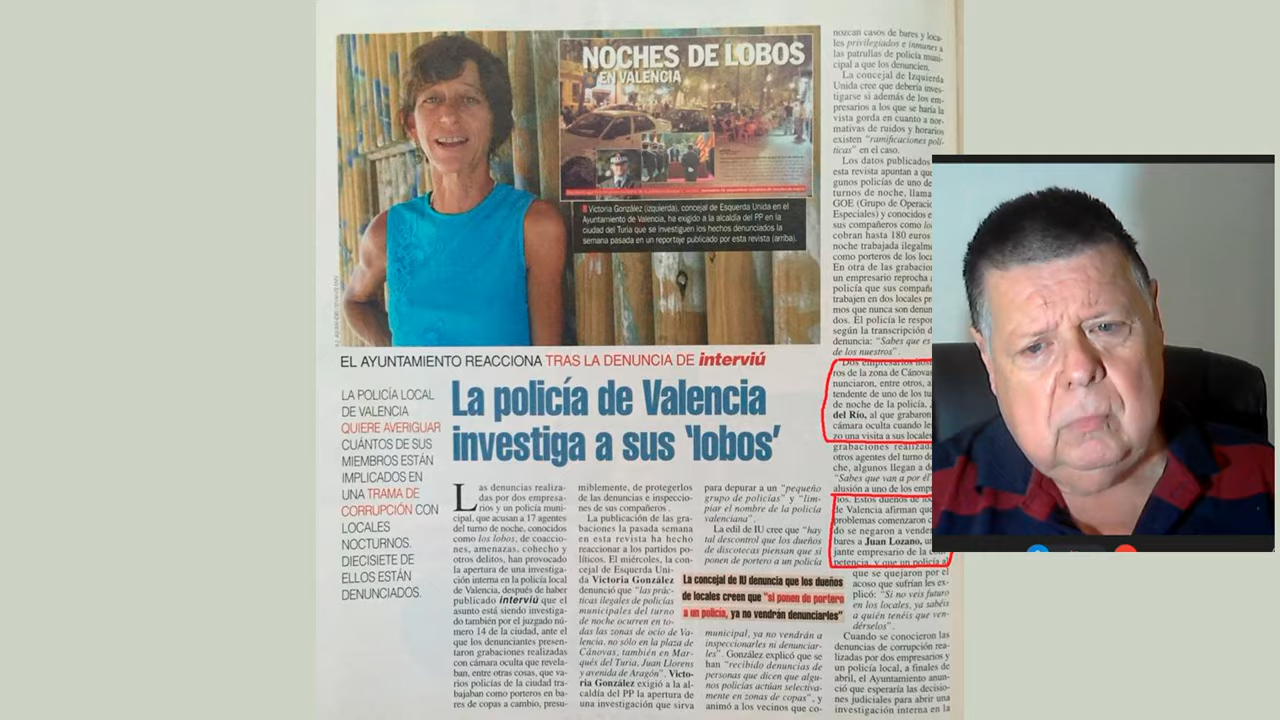 NOCHES DE LOBOS
EN VALENCIA
Victoria González (izquierda), concejal de Esquerda Unida en el
Ayuntamiento de Valencia, ha exigido a la alcaldía del PP en la
ciudad del Turia que se investiguen los hechos denunciados la
semana pasada en un reportaje publicado por esta revista (arriba).
EL AYUNTAMIENTO REACCIONA TRAS LA DENUNCIA DE interviú
La policía de Valencia
investiga a sus 'lobos'
LA POLICÍA LOCAL
DE VALENCIA
QUIERE AVERIGUAR
CUÁNTOS DE SUS
MIEMBROS ESTÁN
IMPLICADOS EN
UNA TRAMA DE
CORRUPCIÓN CON
LOCALES
NOCTURNOS.
DIECISIETE DE
ELLOS ESTÁN
DENUNCIADOS.
Las denuncias realiza-
das por dos empresa-
rios y un policía muni-
cipal, que acusan a 17 agentes
del turno de noche, conocidos
como los lobos, de coaccio-
nes, amenazas, cohecho y
otros delitos, han provocado
la apertura de una investiga-
ción interna en la policía local
de Valencia, después de haber
publicado interviú que el
asunto está siendo investiga-
do también por el juzgado nú-
mero 14 de la ciudad, ante el
que los denunciantes presen-
taron grabaciones realizadas
con cámara oculta que revela-
ban, entre otras cosas, que va-
rios policías de la ciudad tra-
bajaban como porteros en ba-
res de copas a cambio, presu-
miblemente, de protegerlos
de las denuncias e inspeccio-
nes de sus compañeros.
La publicación de las gra-
baciones la pasada semana
en esta revista ha hecho
reaccionar a los partidos po-
líticos. El miércoles, la con-
cejal de Esquerda Uni-
da Victoria González
denunció que "las prác-
ticas ilegales de policías
municipales del turno
de noche ocurren en to-
das las zonas de ocio de Va-
lencia, no sólo en la plaza de
Cánovas, también en Mar-
qués del Turia, Juan Llorens
y avenida de Aragón". Victo-
ria González exigió a la al-
caldía del PP la apertura de
una investigación que sirva
para depurar a un "pequeño
grupo de policías" y "lim-
piar el nombre de la policía
valenciana".
La edil de IU cree que "hay
tal descontrol que los dueños
de discotecas piensan que si
ponen de portero a un policía
La concejal de IU denuncia que los dueños
de locales creen que "si ponen de portero
a un policía, ya no vendrán denunciarles"
municipal, ya no vendrán a
inspeccionarles ni denunciar-
les". González explicó que se
han "recibido denuncias de
personas que dicen que algu-
nos policías actúan selectiva-
mente en zonas de copas", y
animó a los vecinos que co-
nozcan casos de bares y loca-
les privilegiados e inmunes a
las patrullas de policía muni-
cipal a que los denuncien.
La concejal de Izquierda
Unida cree que debería inves-
tigarse si además de los em-
presarios a los que se haría la
vista gorda en cuanto a nor-
mativas de ruidos y horarios
existen "ramificaciones polí-
ticas" en el caso.
Los datos publicados
esta revista apuntan a que
gunos policías de uno de
turnos de noche, llama
GOE (Grupo de Operacio
Especiales) y conocidos e
sus compañeros como lo
cobran hasta 180 euros
noche trabajada ilegalm
como porteros de los loca
En otra de las grabacion
un empresario reprocha a
policía que sus compañe
trabajen en dos locales pr
mos que nunca son denun
dos. El policía le respon
según la transcripción d
denuncia: "Sabes que es
de los nuestros".
Dos empresarios
ros de la zona de Cánovas
nunciaron, entre otros, a
tendente de uno de los tu
de noche de la policía,
del Río, al que grabaron
cámara oculta cuando le
zo una visita a sus locales
grabaciones realizada
otros agentes del turno de
che, algunos llegan a de
"Sabes que van a por él"
alusión a uno de los emp
rios. Estos dueños de
de Valencia afirman que
problemas comenzaron c
do se negaron a vender
bares a Juan Lozano, u
jante empresario de la com
petencia, y que un policía al
que se quejaron por el
acoso que sufrían les ex-
plicó: "Si no veis futuro
en los locales, ya sabéis
a quién tenéis que ven-
dérselos".
Cuando se conocieron las
denuncias de corrupción rea-
lizadas por dos empresarios y
un policía local, a finales de
abril, el Ayuntamiento anun-
ció que esperaría las decisio-
nes judiciales para abrir una
investigación interna en la